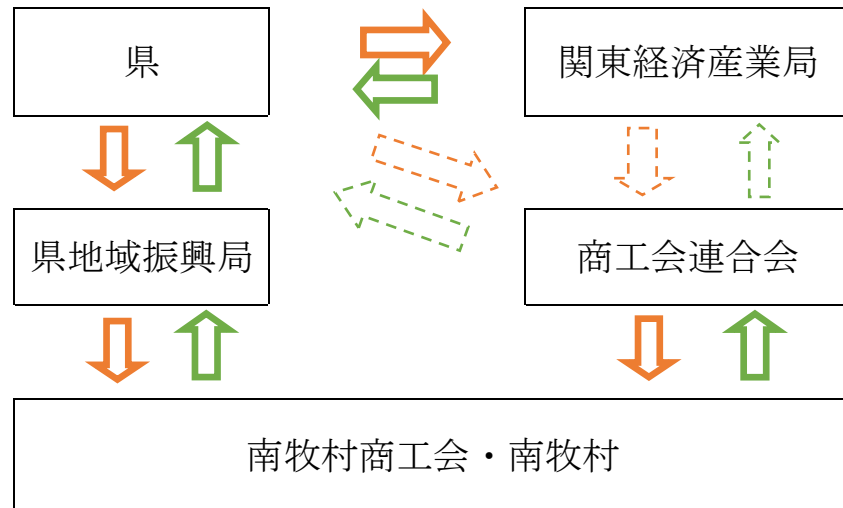 県
関東経済産業局
県地域振興局
商工会連合会
南牧村商工会・南牧村